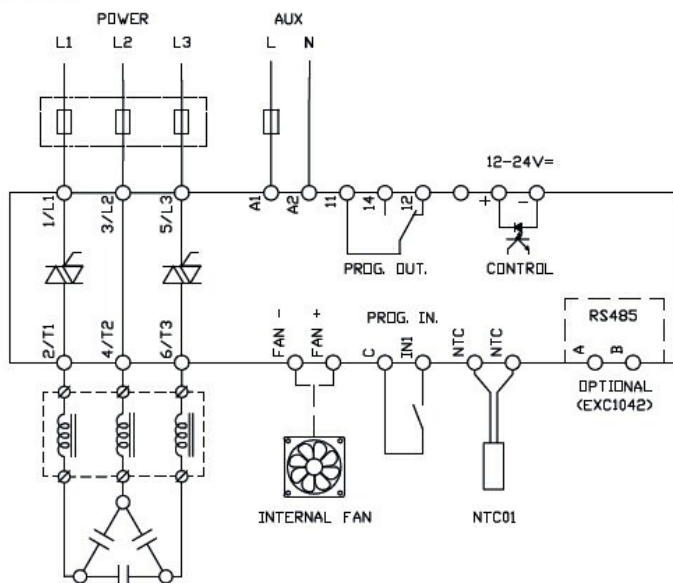 POWER AUX
L1 L2 L3 L N
12-24V=
1/L1 3/L2 5/L3 A1 A2 11 14 12 + -
PROG. OUT. CONTROL
2/T1 4/T2 6/T3 FAN - FAN + PROG. IN. C IN1 NTC NTC RS485 A B
OPTIONAL
(EXC1042)
INTERNAL FAN NTC01